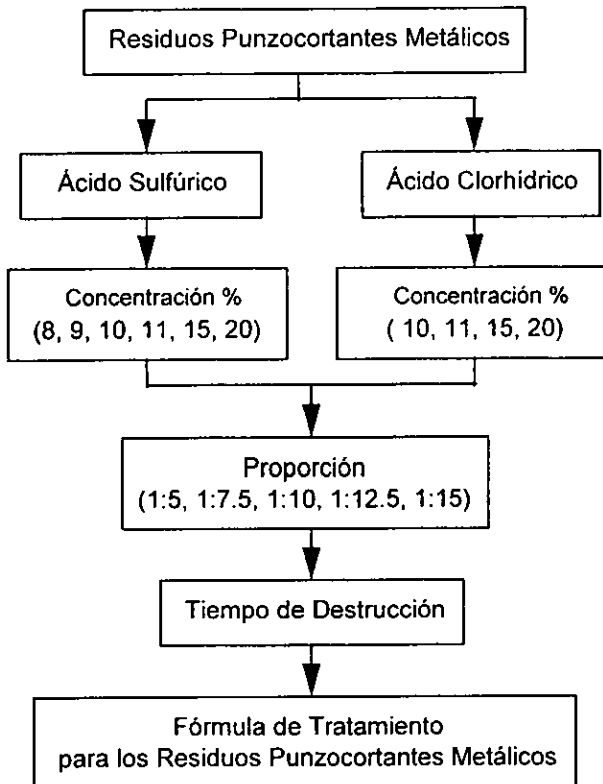 Residuos Punzocortantes Metálicos
Ácido Sulfúrico
Ácido Clorhídrico
Concentración %
(8, 9, 10, 11, 15, 20)
Concentración %
( 10, 11, 15, 20)
Proporción
(1:5, 1:7.5, 1:10, 1:12.5, 1:15)
Tiempo de Destrucción
Fórmula de Tratamiento
para los Residuos Punzocortantes Metálicos